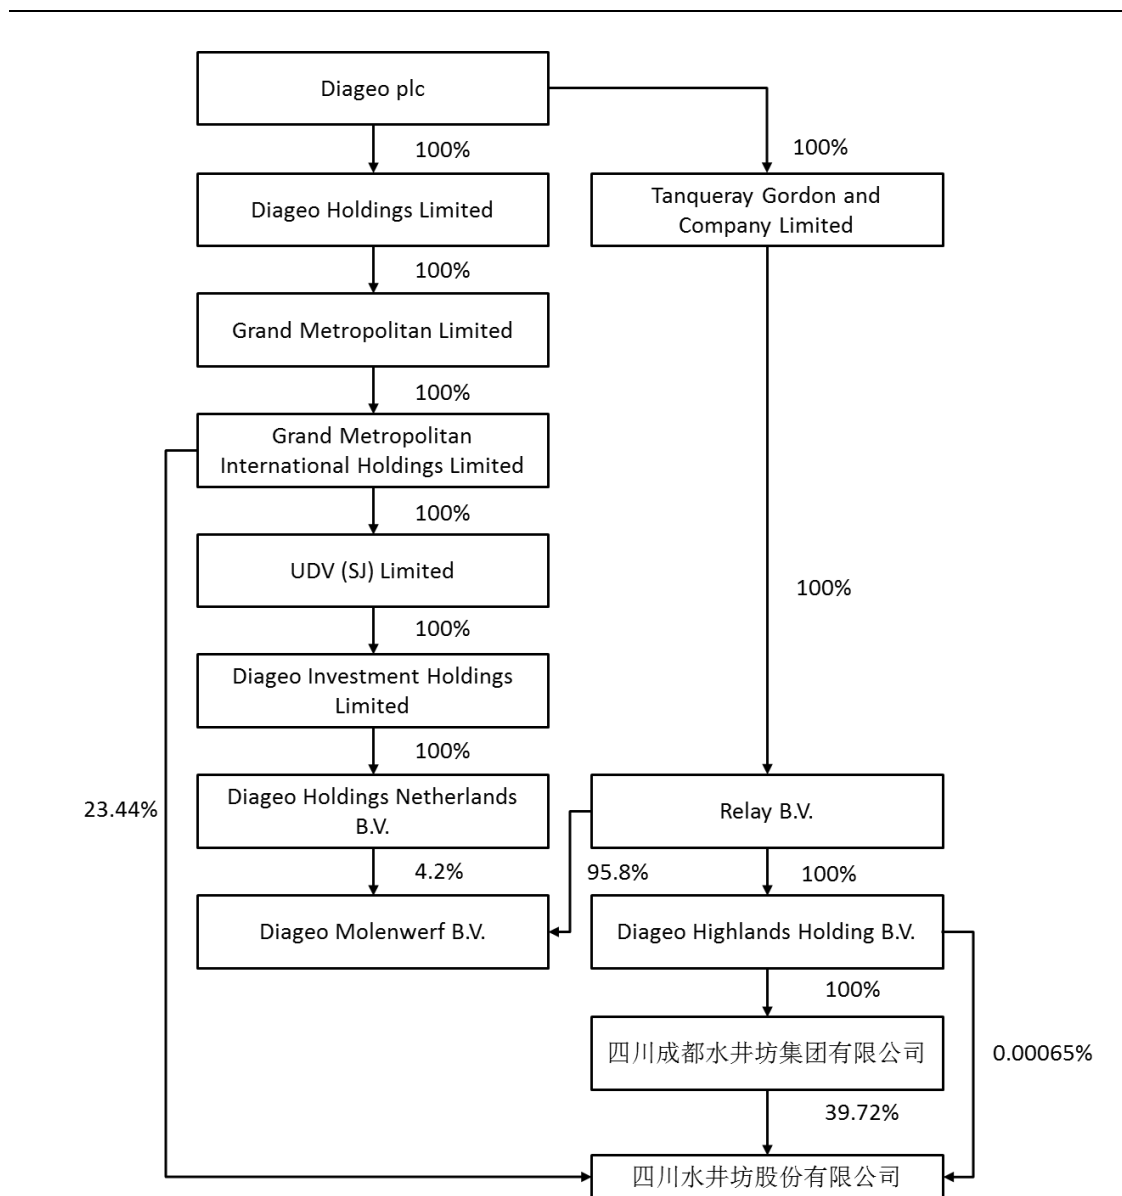 Diageo plc
100%
100%
Diageo Holdings Limited
Tanqueray Gordon and
Company Limited
100%
Grand Metropolitan Limited
100%
Grand Metropolitan
International Holdings Limited
100%
UDV (SJ) Limited
100%
100%
Diageo Investment Holdings
Limited
100%
23.44%
Diageo Holdings Netherlands
B.V.
Relay B.V.
4.2%
95.8%
100%
Diageo Molenwerf B.V.
Diageo Highlands Holding B.V.
100%
四川成都水井坊集团有限公司
0.00065%
39.72%
四川水井坊股份有限公司